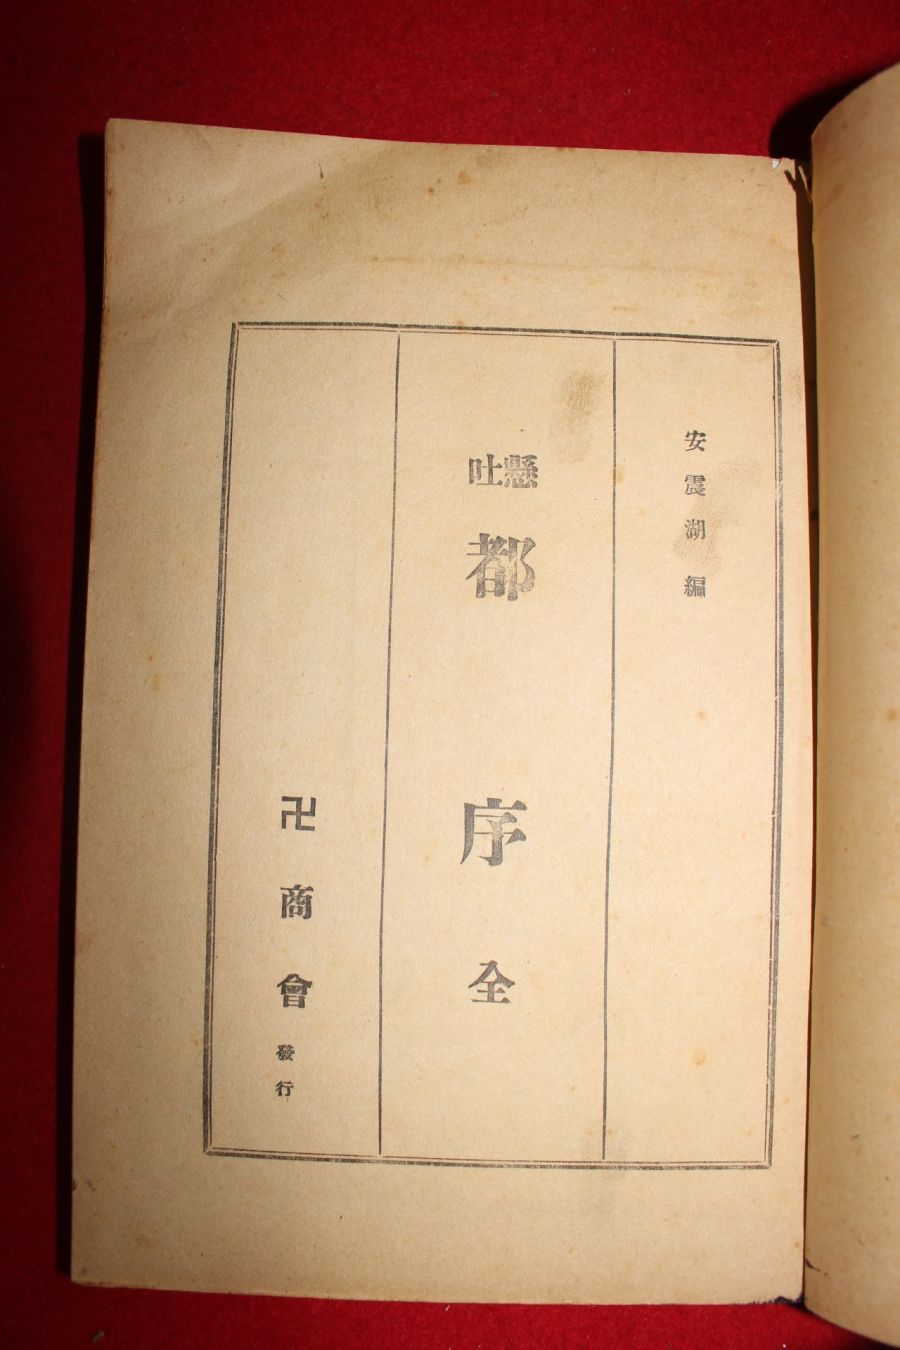 安震湖編
懸吐 都序 全
卍商會 發行